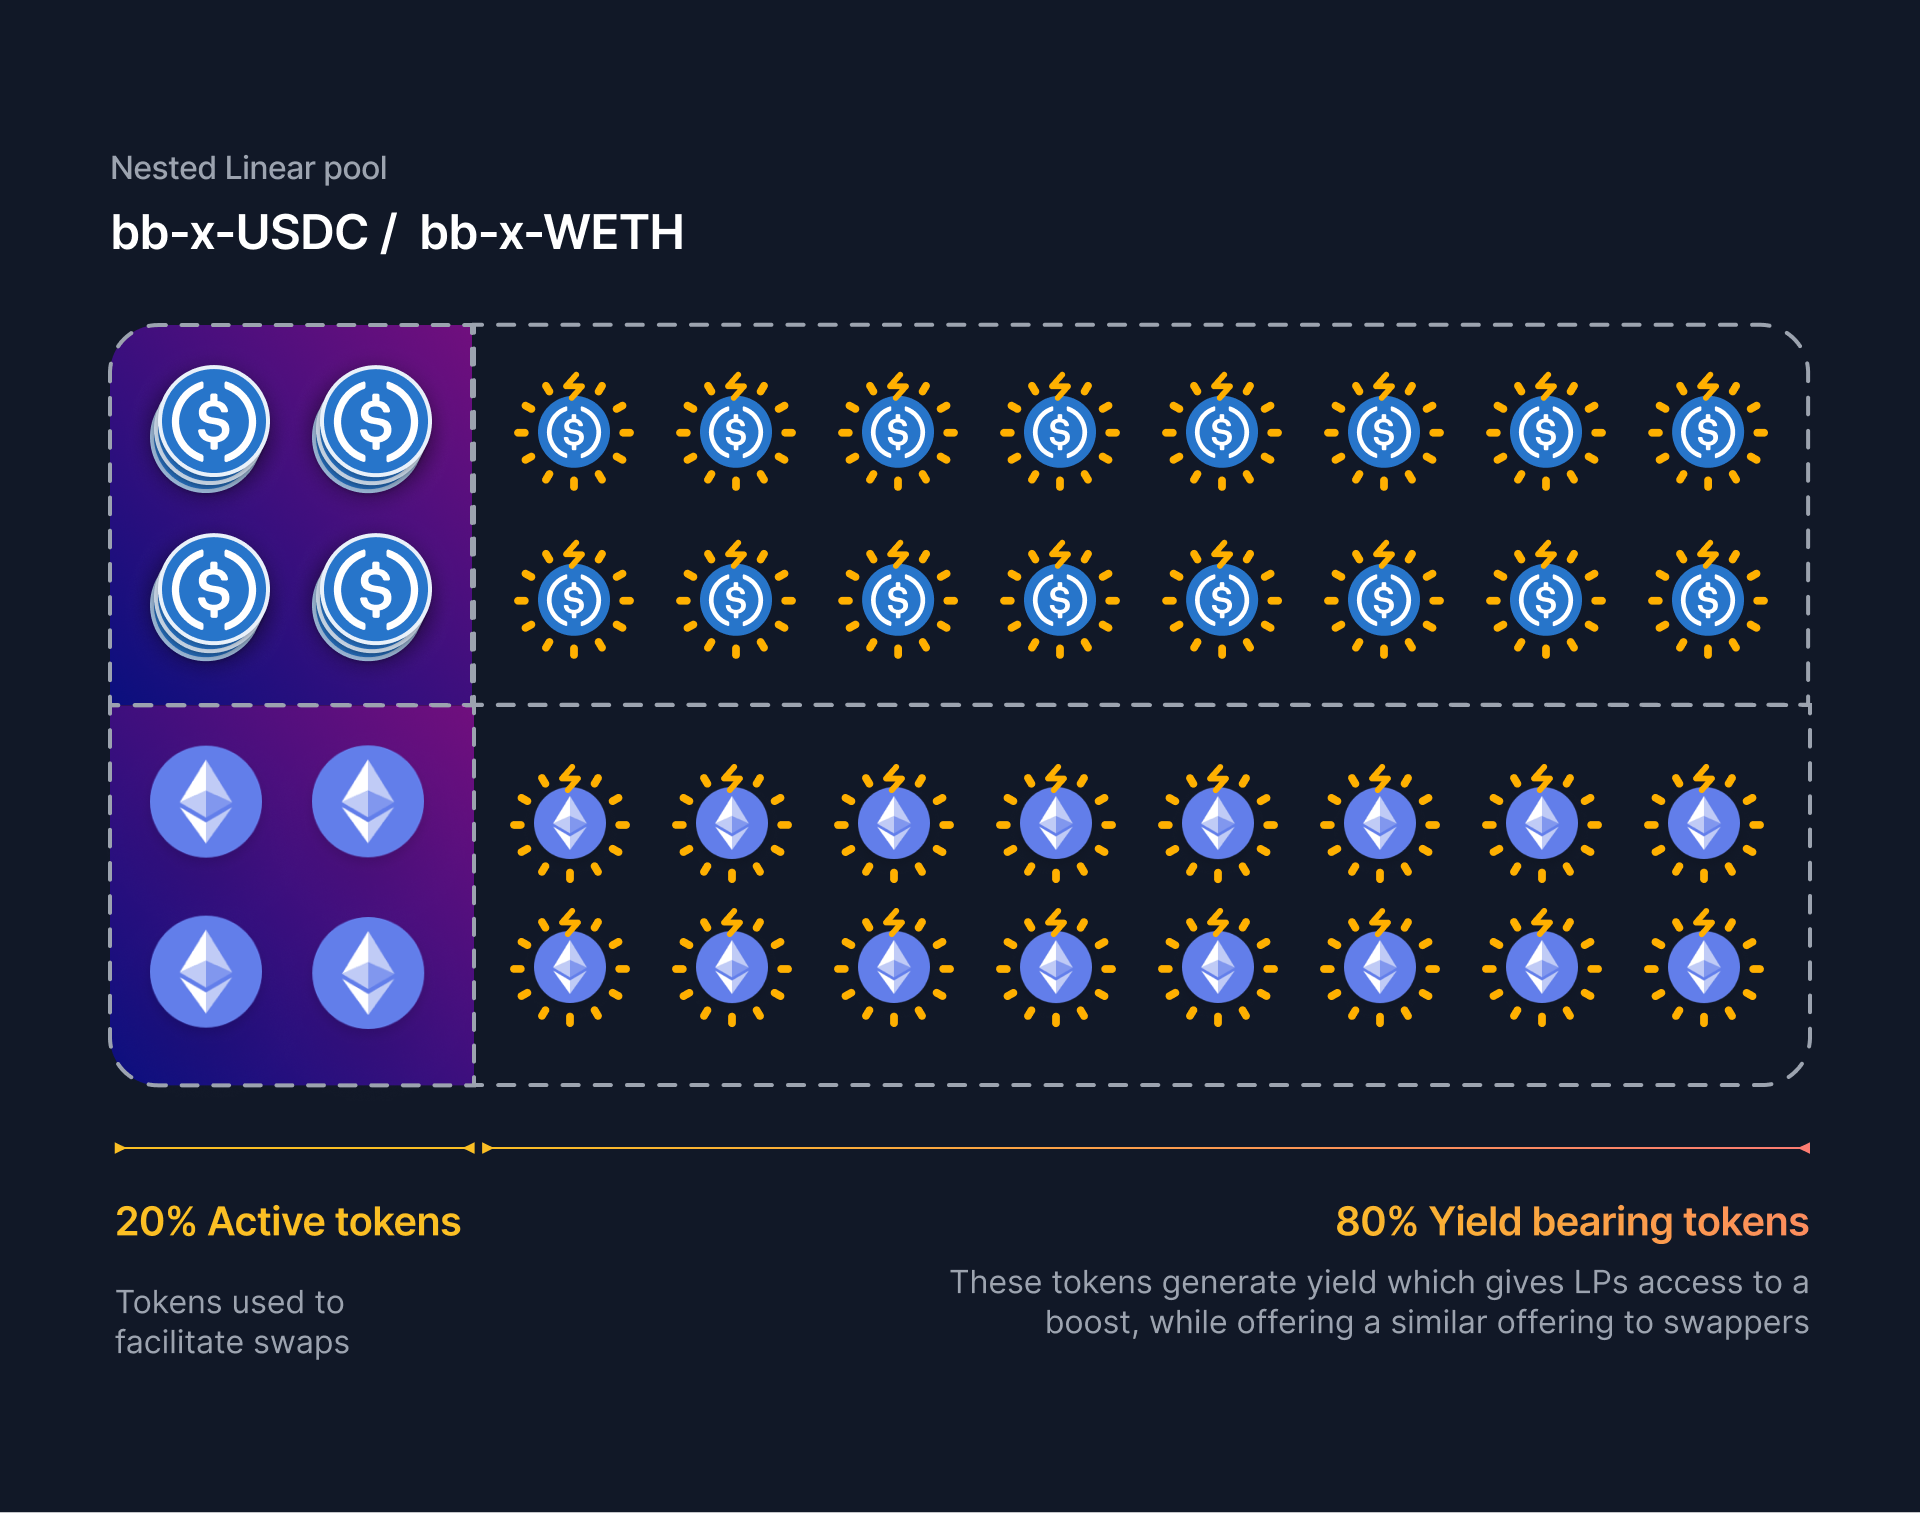 Nested Linear pool
bb-x-USDC / bb-x-WETH
20% Active tokens
Tokens used to
facilitate swaps
80% Yield bearing tokens
These tokens generate yield which gives LPs access to a
boost, while offering a similar offering to swappers